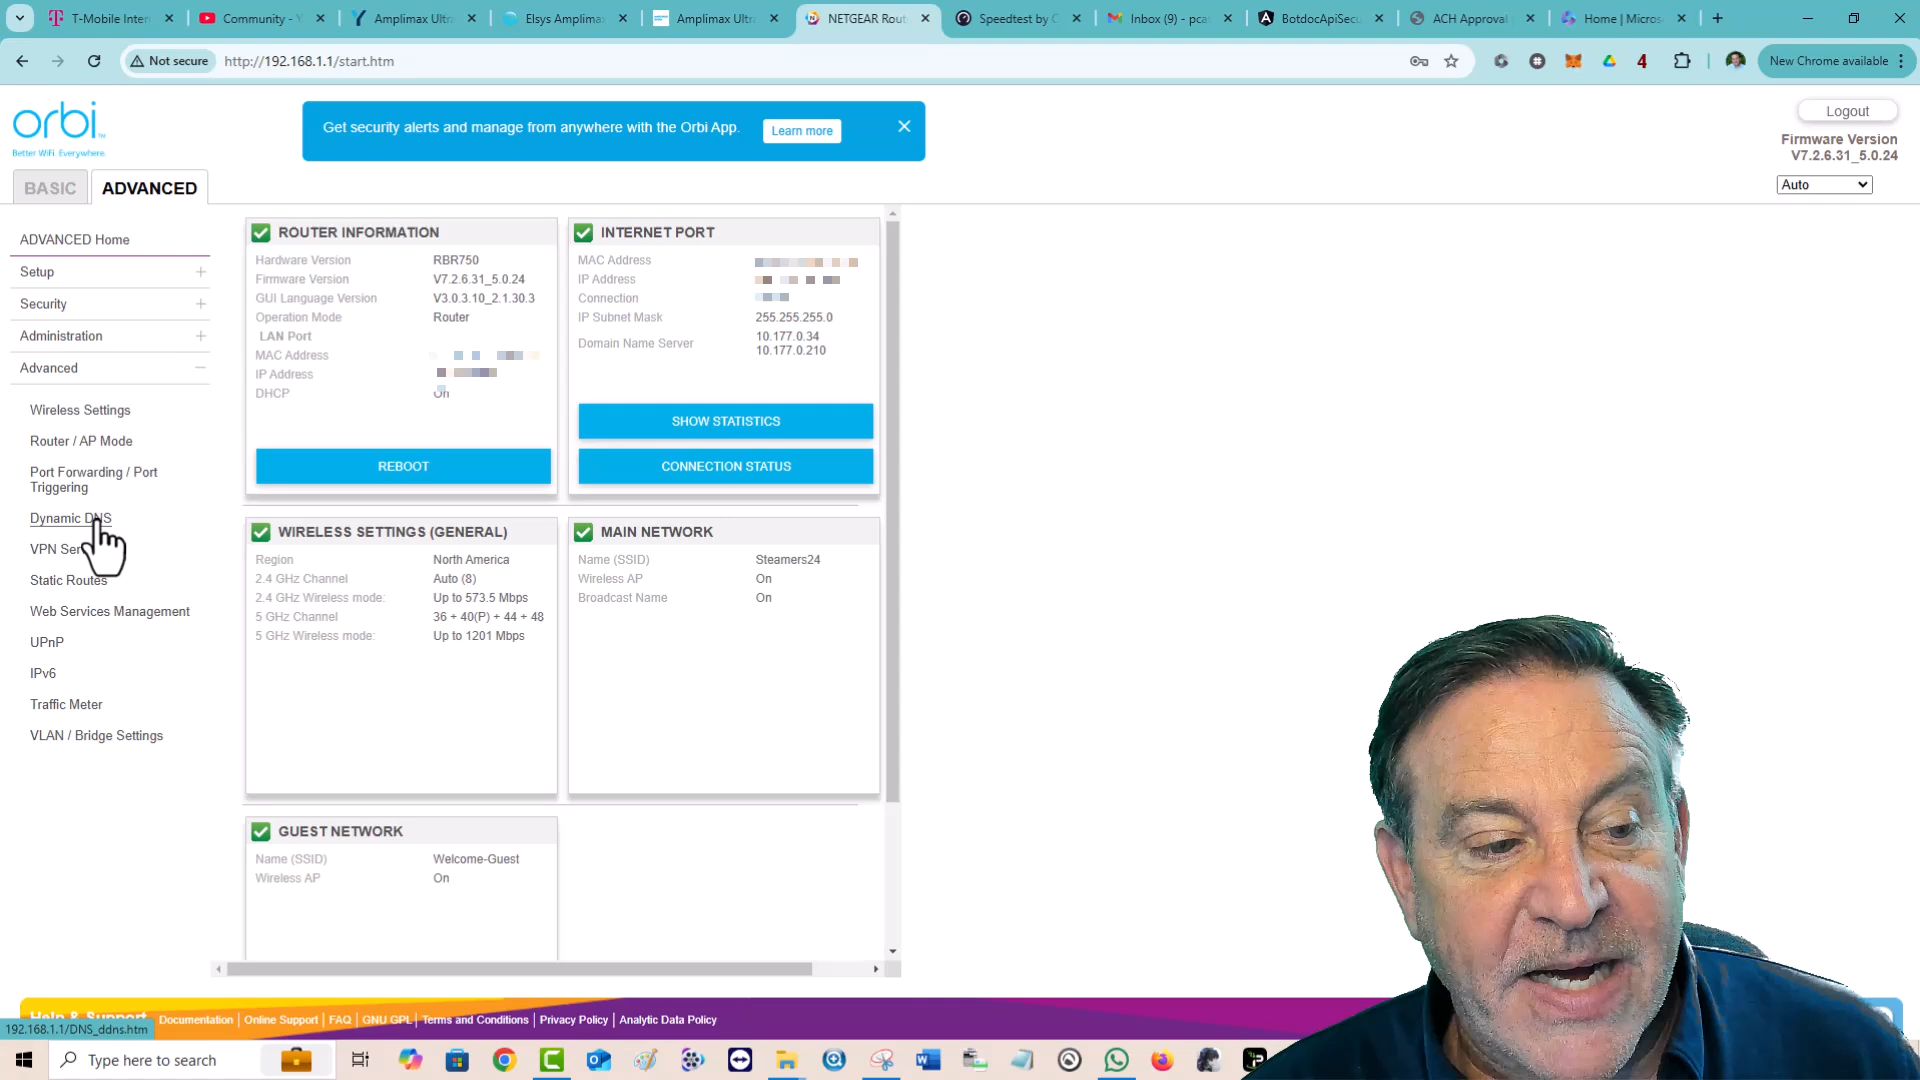 T-Mobile Inter
Community - Y
Amplimax Ultr
Elsys Amplima
Amplimax Ultra
NETGEAR Rout
Speedtest by O
Inbox (9) - pca
BotdocApiSecu
ACH Approval
Home | Micros
Not secure
http://192.168.1.1/start.htm
4
New Chrome available
orbi
Better WiFi. Everywhere.
Get security alerts and manage from anywhere with the Orbi App.
Learn more
Logout
Firmware Version
V7.2.6.31_5.0.24
Auto
BASIC
ADVANCED
ADVANCED Home
Setup
Security
Administration
Advanced
Wireless Settings
Router / AP Mode
Port Forwarding / Port
Triggering
Dynamic DNS
VPN Ser
Static Routes
Web Services Management
UPnP
IPv6
Traffic Meter
VLAN / Bridge Settings
ROUTER INFORMATION
Hardware Version RBR750
Firmware Version V7.2.6.31_5.0.24
GUI Language Version V3.0.3.10_2.1.30.3
Operation Mode Router
LAN Port
MAC Address
IP Address
DHCP On
REBOOT
INTERNET PORT
MAC Address
IP Address
Connection
IP Subnet Mask 255.255.255.0
Domain Name Server 10.177.0.34
10.177.0.210
SHOW STATISTICS
CONNECTION STATUS
WIRELESS SETTINGS (GENERAL)
Region North America
2.4 GHz Channel Auto (8)
2.4 GHz Wireless mode: Up to 573.5 Mbps
5 GHz Channel 36 + 40(P) + 44 + 48
5 GHz Wireless mode: Up to 1201 Mbps
MAIN NETWORK
Name (SSID) Steamers24
Wireless AP On
Broadcast Name On
GUEST NETWORK
Name (SSID) Welcome-Guest
Wireless AP On
Help & Support
Documentation | Online Support | FAQ | GNU GPL | Terms and Conditions | Privacy Policy | Analytic Data Policy
192.168.1.1/DNS_ddns.htm
Type here to search